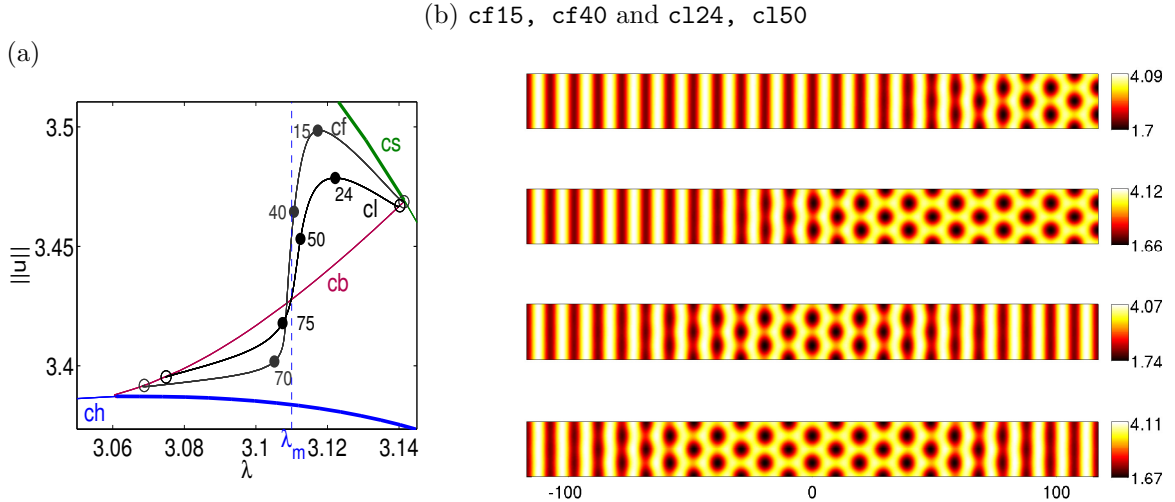 (b) cf15, cf40 and cl24, cl50
(a)
3.5
3.45
3.4
||u||
15
cf
cs
24
40
cl
50
cb
75
70
ch
3.06
3.08
3.10
λm
3.12
3.14
λ
4.09
1.7
4.12
1.66
4.07
1.74
4.11
1.67
-100
0
100